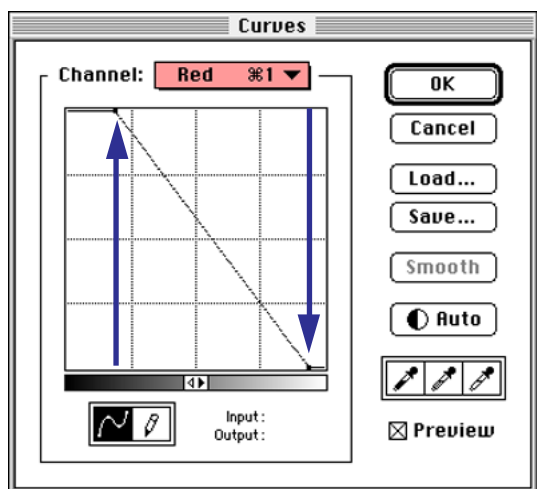 Curves
Channel: Red ⌘1
OK
Cancel
Load...
Save...
Smooth
Auto
Input:
Output:
Preview